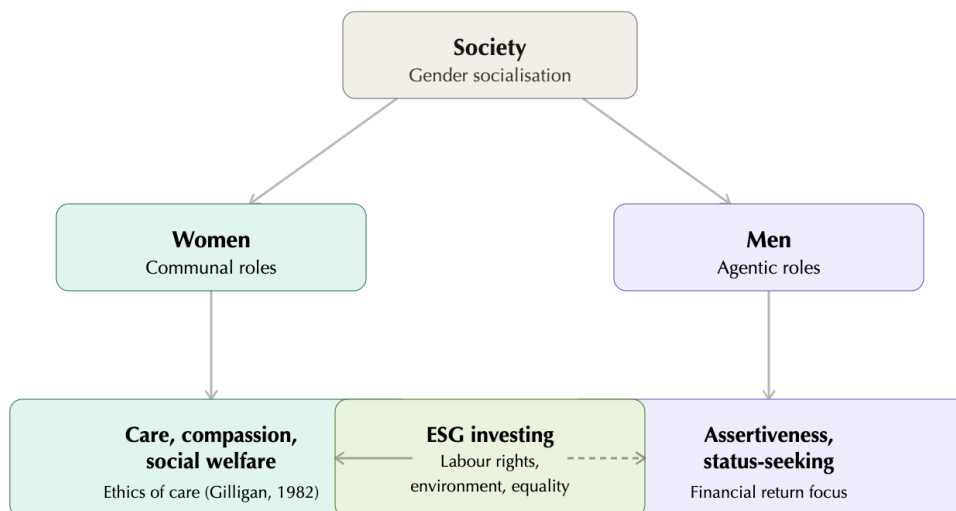 Society
Gender socialisation
Women
Communal roles
Men
Agentic roles
Care, compassion,
social welfare
Ethics of care (Gilligan, 1982)
ESG investing
Labour rights,
environment, equality
Assertiveness,
status-seeking
Financial return focus